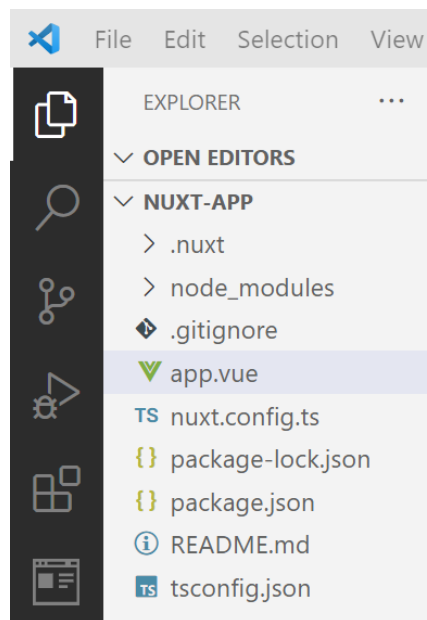 File Edit Selection View
EXPLORER ...
OPEN EDITORS
NUXT-APP
.nuxt
node_modules
.gitignore
app.vue
TS nuxt.config.ts
{} package-lock.json
{} package.json
README.md
TS tsconfig.json